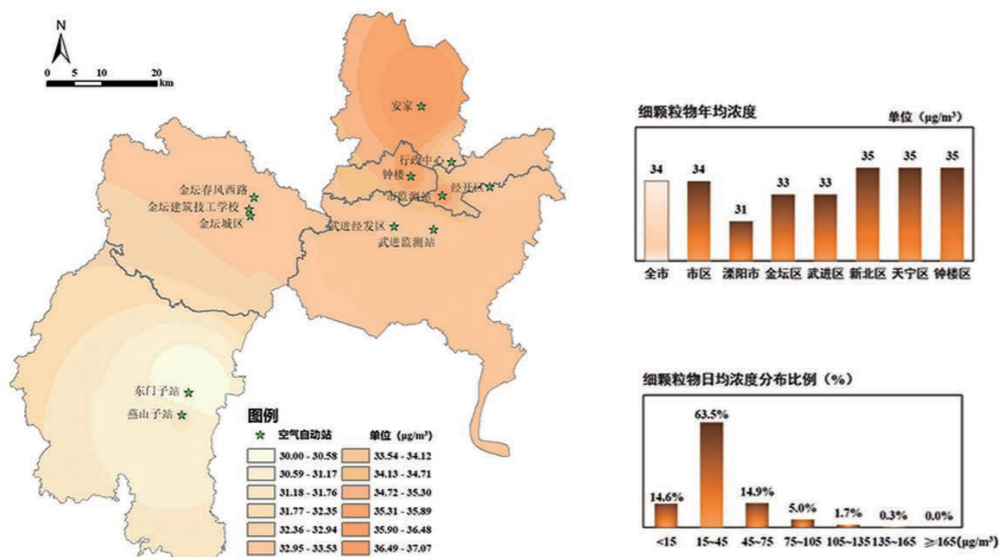 N
0 5 10 20
km
安家
行政中心
钟楼
经开区
市监测站
金坛春风西路
金坛建筑技工学校
金坛城区
武进经发区
武进监测站
东门子站
燕山子站
图例
空气自动站 单位 (μg/m³)
30.00 - 30.58 33.54 - 34.12
30.59 - 31.17 34.13 - 34.71
31.18 - 31.76 34.72 - 35.30
31.77 - 32.35 35.31 - 35.89
32.36 - 32.94 35.90 - 36.48
32.95 - 33.53 36.49 - 37.07
细颗粒物年均浓度 单位（μg/m³）
34 34 31 33 33 35 35 35
全市 市区 溧阳市 金坛区 武进区 新北区 天宁区 钟楼区
细颗粒物日均浓度分布比例（%）
14.6% 63.5% 14.9% 5.0% 1.7% 0.3% 0.0%
<15 15~45 45~75 75~105 105~135 135~165 ≥165(μg/m³)